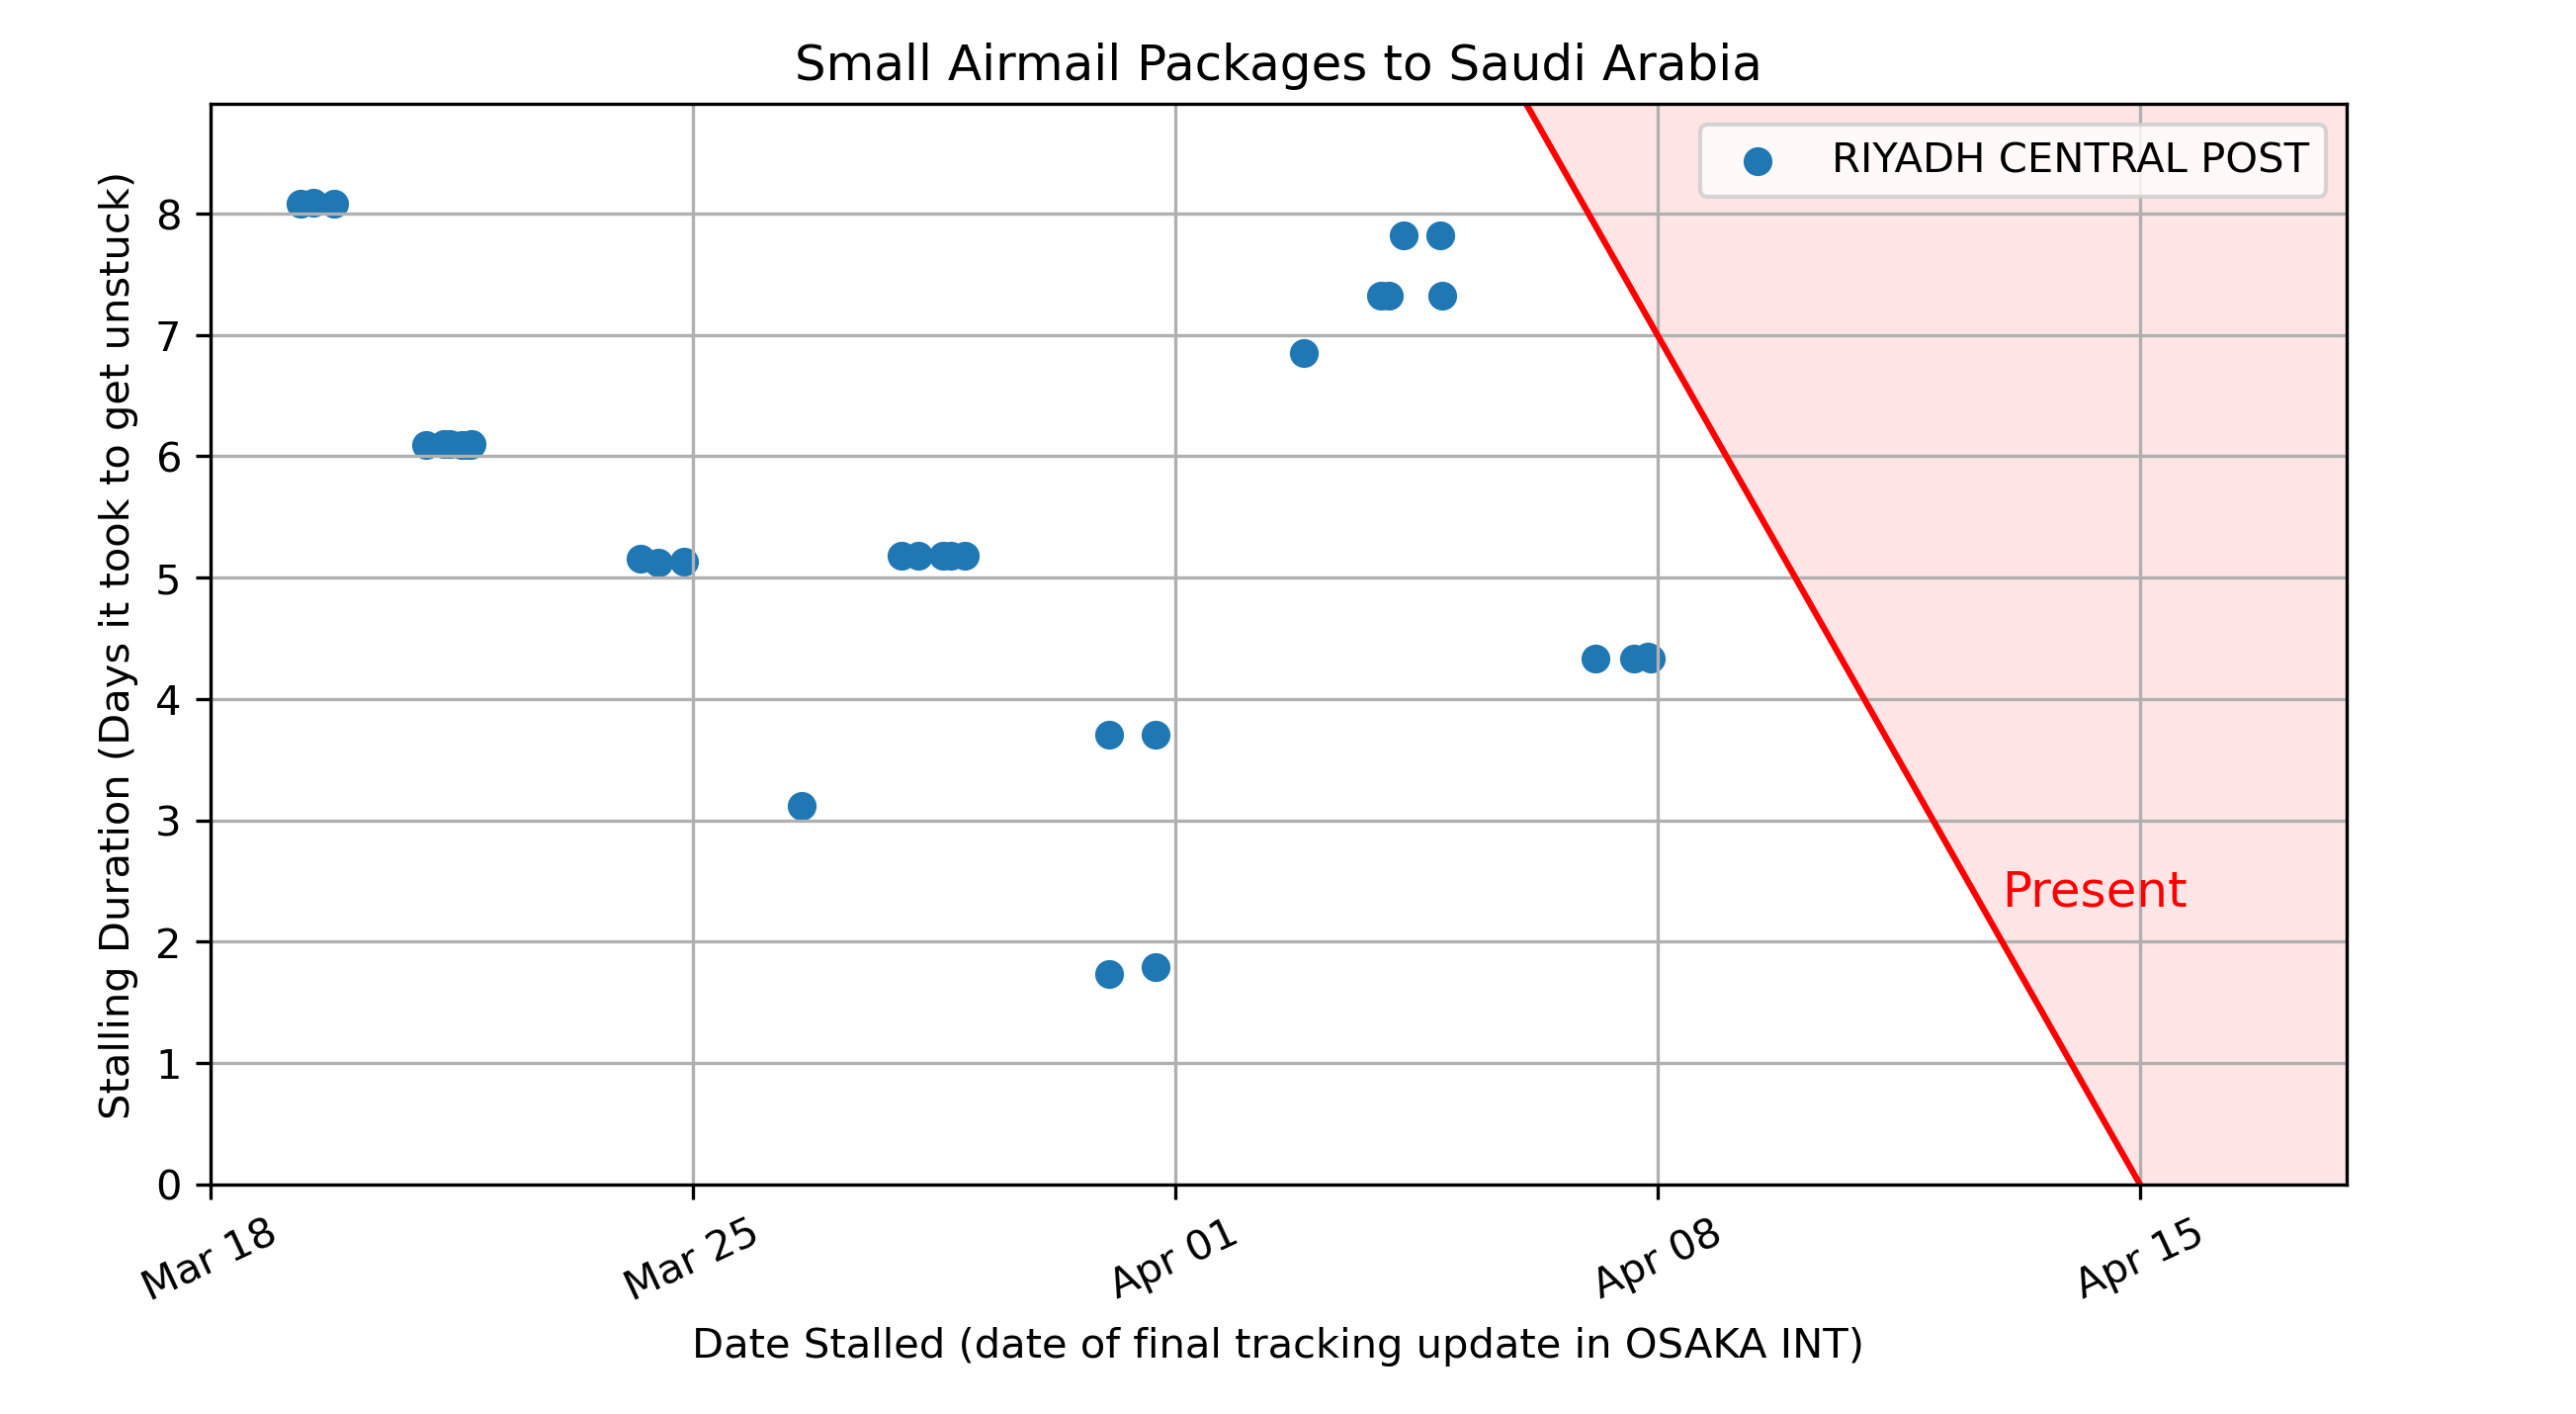 Small Airmail Packages to Saudi Arabia
RIYADH CENTRAL POST
Stalling Duration (Days it took to get unstuck)
8
7
6
5
4
3
2
1
0
Present
Mar 18
Mar 25
Apr 01
Apr 08
Apr 15
Date Stalled (date of final tracking update in OSAKA INT)